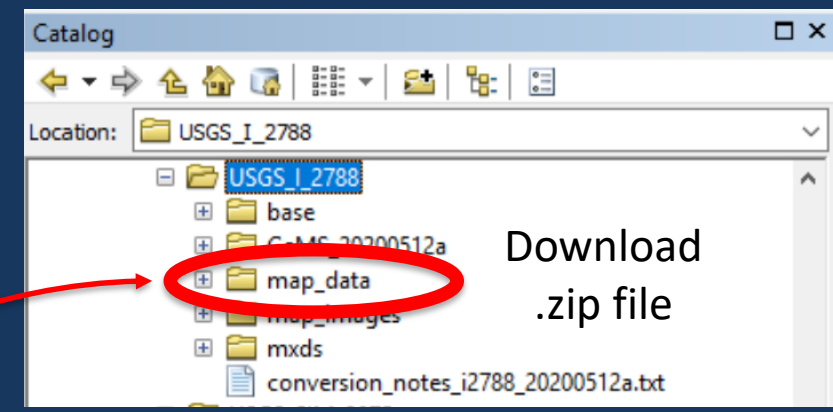 Catalog
Location: USGS_I_2788
USGS_I_2788
base
GeMS_20200512a
Download
.zip file
map_data
map_images
mxds
conversion_notes_i2788_20200512a.txt